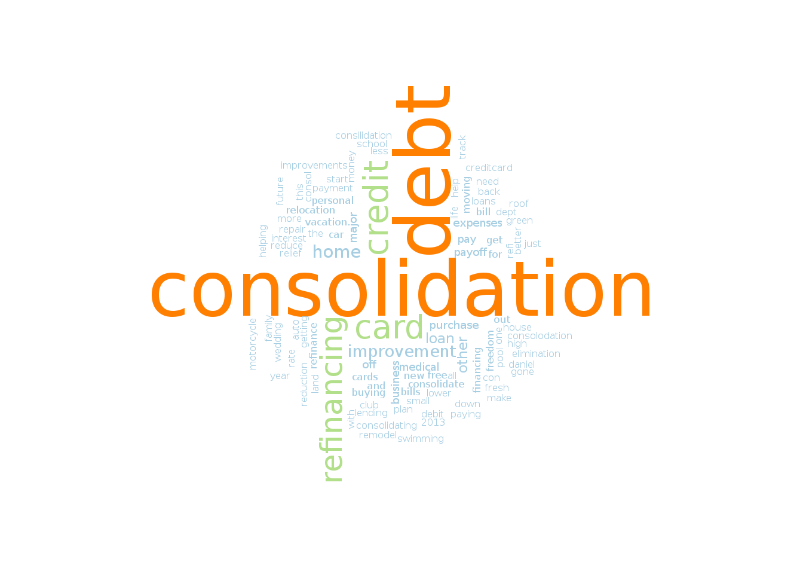 debt
consilidation
school
less
track
improvements
money
credit
creditcard
start
consol
this
future
payment
personal
help
moving
need
back
loans
roof
relocation
more
vacation.
major
life
bill
dept
green
expenses
helping
repair
the
car
interest
reduce
relief
home
pay
get
better
just
payoff
for
refi
consolidation
motorcycle
family
wedding
auto
getting
refinance
refinancing
card
purchase
out
house
loan
other
improvement
freedom
one
consolodation
high
pool
elimination
rate
off
medical
financing
daniel
gone
year
land
reduction
cards
and
business
new
free
all
con
consolidate
fresh
buying
bills
lower
make
club
small
down
lending
plan
debit
paying
with
consolidating
2013
remodel
swimming